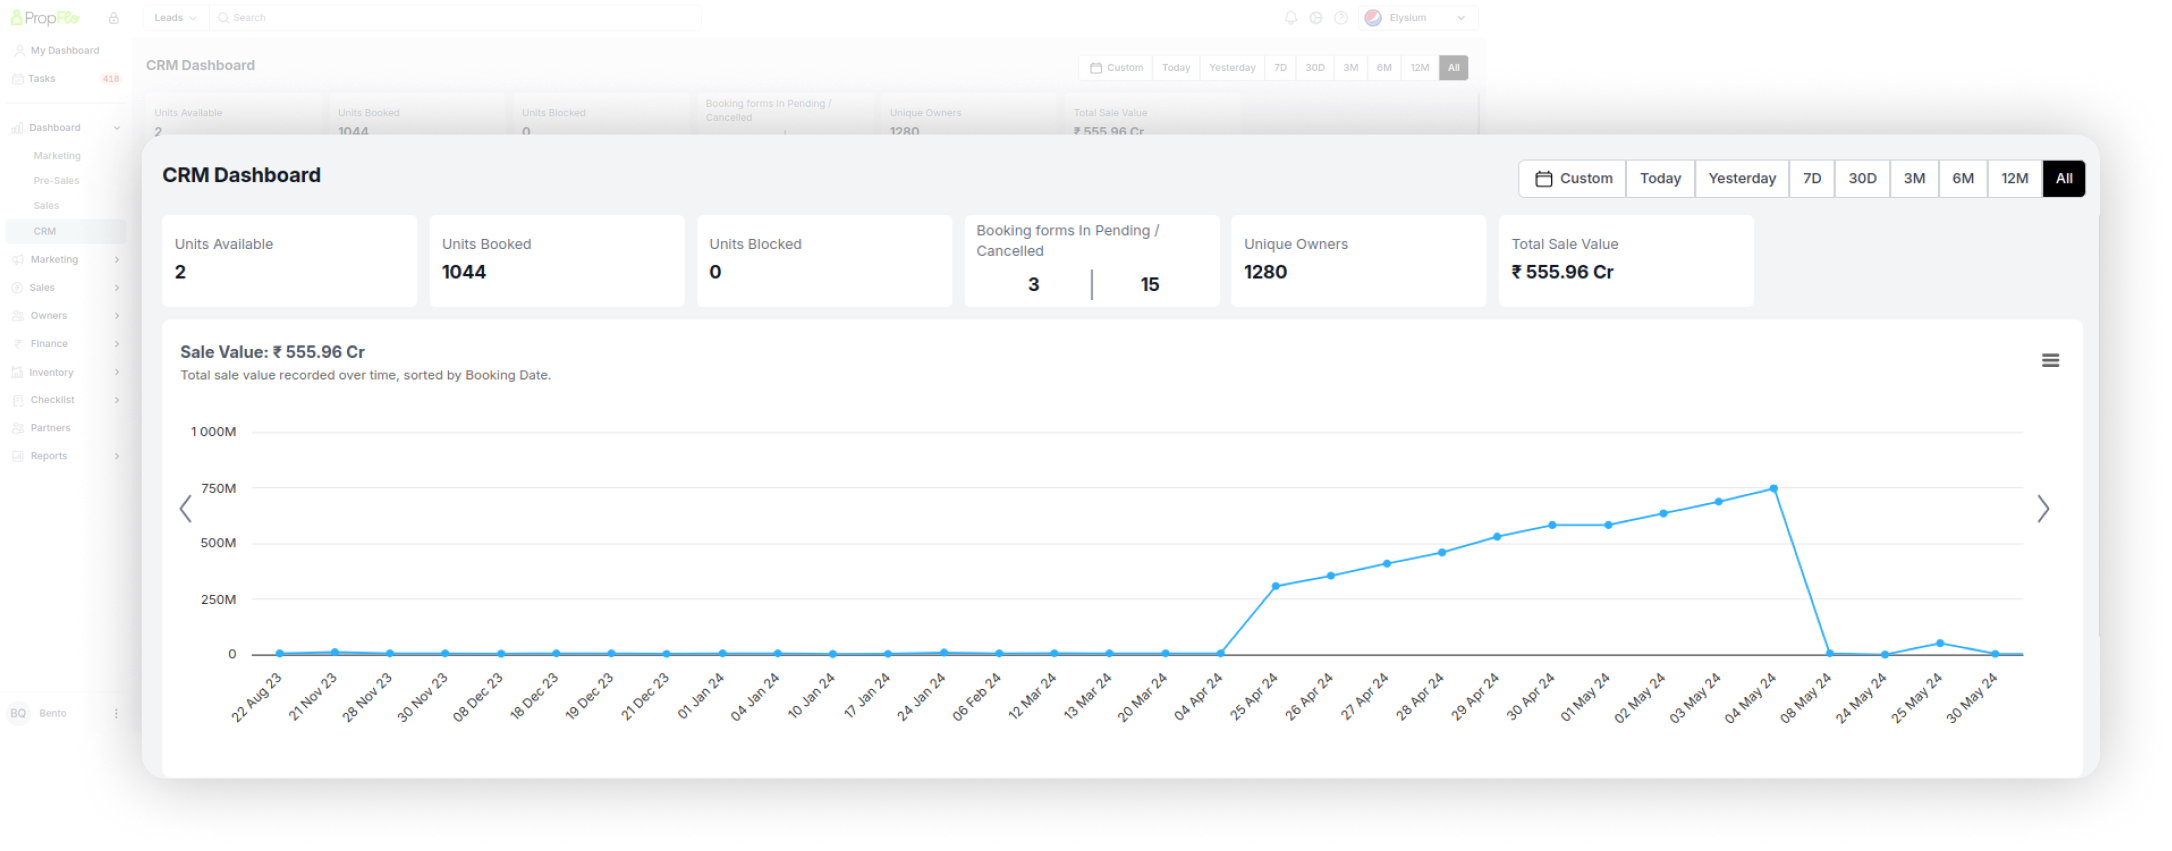 PropFlo
Leads
Search
Elysium
My Dashboard
Tasks
418
Dashboard
Marketing
Pre-Sales
Sales
CRM
Marketing
Sales
Owners
Finance
Inventory
Checklist
Partners
Reports
BQ
Bento
CRM Dashboard
Custom Today Yesterday 7D 30D 3M 6M 12M All
Units Available
2
Units Booked
1044
Units Blocked
0
Booking forms In Pending /
Cancelled
Unique Owners
1280
Total Sale Value
₹ 555.96 Cr
CRM Dashboard
Custom Today Yesterday 7D 30D 3M 6M 12M All
Units Available
2
Units Booked
1044
Units Blocked
0
Booking forms In Pending /
Cancelled
3 | 15
Unique Owners
1280
Total Sale Value
₹ 555.96 Cr
Sale Value: ₹ 555.96 Cr
Total sale value recorded over time, sorted by Booking Date.
1 000M
750M
500M
250M
0
22 Aug 23
21 Nov 23
28 Nov 23
30 Nov 23
08 Dec 23
18 Dec 23
19 Dec 23
21 Dec 23
01 Jan 24
04 Jan 24
10 Jan 24
17 Jan 24
24 Jan 24
06 Feb 24
12 Mar 24
13 Mar 24
20 Mar 24
04 Apr 24
25 Apr 24
26 Apr 24
27 Apr 24
28 Apr 24
29 Apr 24
30 Apr 24
01 May 24
02 May 24
03 May 24
04 May 24
08 May 24
24 May 24
25 May 24
30 May 24